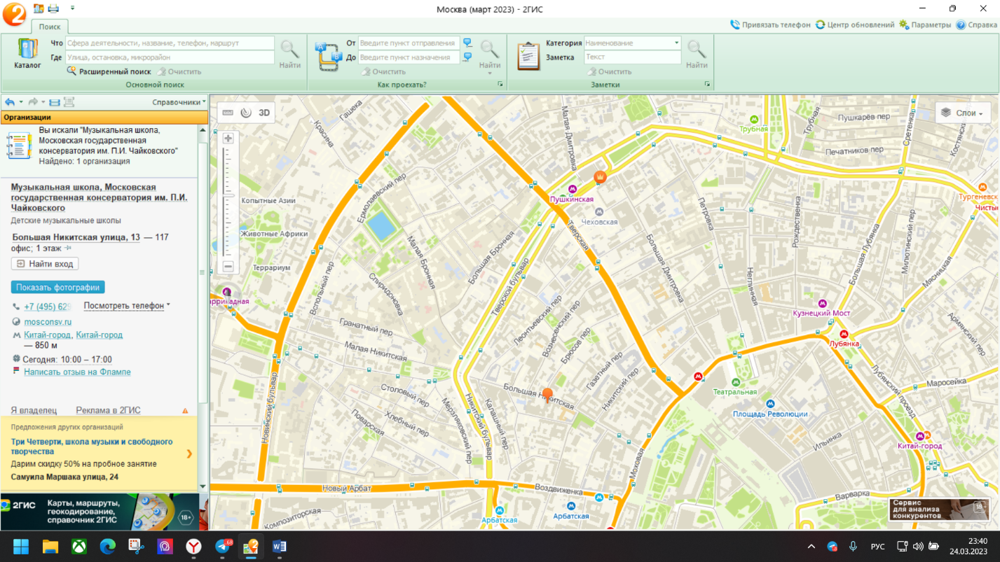 Москва (март 2023) - 2ГИС
Поиск
Привязать телефон
Центр обновлений
Параметры
Справка
Каталог
Что
Сфера деятельности, название, телефон, маршрут
Где
Улица, остановка, микрорайон
Найти
Расширенный поиск
Очистить
Основной поиск
От
Введите пункт отправления
До
Введите пункт назначения
Найти
Очистить
Как проехать?
Категория
Наименование
Заметка
Текст
Найти
Очистить
Заметки
Справочники
Организации
Вы искали "Музыкальная школа,
Московская государственная
консерватория им. П.И. Чайковского"
Найдено: 1 организация
Музыкальная школа, Московская
государственная консерватория им. П.И.
Чайковского
Детские музыкальные школы
Большая Никитская улица, 13 — 117
офис; 1 этаж
Найти вход
Показать фотографии
+7 (495) 629
Посмотреть телефон
mosconsv.ru
Китай-город, Китай-город
— 850 м
Сегодня: 10:00 – 17:00
Написать отзыв на Флампе
Я владелец
Реклама в 2ГИС
Предложения других организаций
Три Четверти, школа музыки и свободного
творчества
Дарим скидку 50% на пробное занятие
Самуила Маршака улица, 24
2ГИС
Карты, маршруты,
геокодирование,
справочник 2ГИС
18+
3D
Слои
Гашека
Красина
Малая Дмитровка
Трубная
Трубная
Пушкарёв пер
Сретенка
Костянский
Печатников пер
Ермолаевский пер
Копытные Азии
Пушкинская
Чеховская
Тургеневск
Чистые
Животные Африки
Террариум
Малая Бронная
Большая Бронная
Тверская
Петровка
Рождественка
Большая Лубянка
Милютинский пер
Мясницкая
Большая Дмитровка
Неглинная
Вспольный пер
Спиридоновка
Тверской бульвар
аррикадная
Леонтьевский пер
Вознесенский пер
Брюсов пер
Кузнецкий Мост
Армянский пер
Гранатный пер
Лубянка
Малая Никитская
Газетный пер
Никитский пер
Лубянский проезд
Маросейка
Театральная
Большая Никитская
Столовый пер
Площадь Революции
Новинский бульвар
Поварская
Хлебный пер
Мерзляковский пер
Никитский бульвар
Калашный пер
Ильинка
Китай-город
Моховая
Новый Арбат
Воздвиженка
Варварка
Композиторская
Арбатская
Арбатская
Сервис
для анализа
конкурентов
18+
68
РУС
23:40
24.03.2023